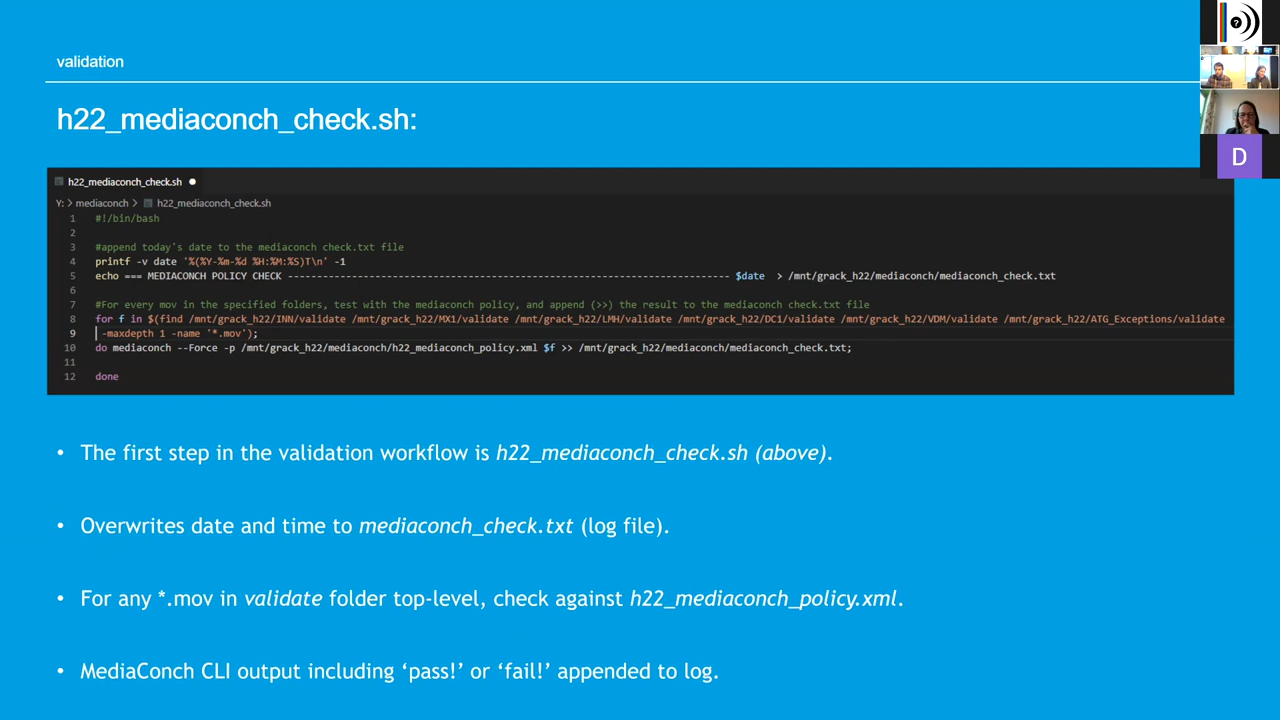 validation
h22_mediaconch_check.sh:
h22_mediaconch_check.sh ●
Y: > mediaconch > h22_mediaconch_check.sh
1 #!/bin/bash
2
3 #append today's date to the mediaconch check.txt file
4 printf -v date '%(%Y-%m-%d %H:%M:%S)T\n' -1
5 echo === MEDIACONCH POLICY CHECK ----------------------------------------------------------------------------- $date > /mnt/grack_h22/mediaconch/mediaconch_check.txt
6
7 #For every mov in the specified folders, test with the mediaconch policy, and append (>>) the result to the mediaconch check.txt file
8 for f in $(find /mnt/grack_h22/INN/validate /mnt/grack_h22/MX1/validate /mnt/grack_h22/LMH/validate /mnt/grack_h22/DC1/validate /mnt/grack_h22/VDM/validate /mnt/grack_h22/ATG_Exceptions/validate
9 -maxdepth 1 -name '*.mov');
10 do mediaconch --Force -p /mnt/grack_h22/mediaconch/h22_mediaconch_policy.xml $f >> /mnt/grack_h22/mediaconch/mediaconch_check.txt;
11
12 done
• The first step in the validation workflow is h22_mediaconch_check.sh (above).
• Overwrites date and time to mediaconch_check.txt (log file).
• For any *.mov in validate folder top-level, check against h22_mediaconch_policy.xml.
• MediaConch CLI output including ‘pass!’ or ‘fail!’ appended to log.
?
D